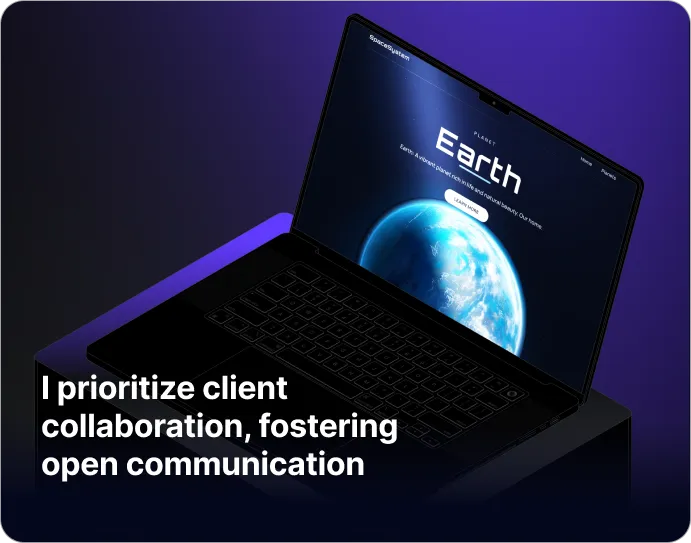 SpaceSystem
Home Planets
PLANET
Earth
Earth: A vibrant planet rich in life and natural beauty. Our home.
LEARN MORE
I prioritize client
collaboration, fostering
open communication